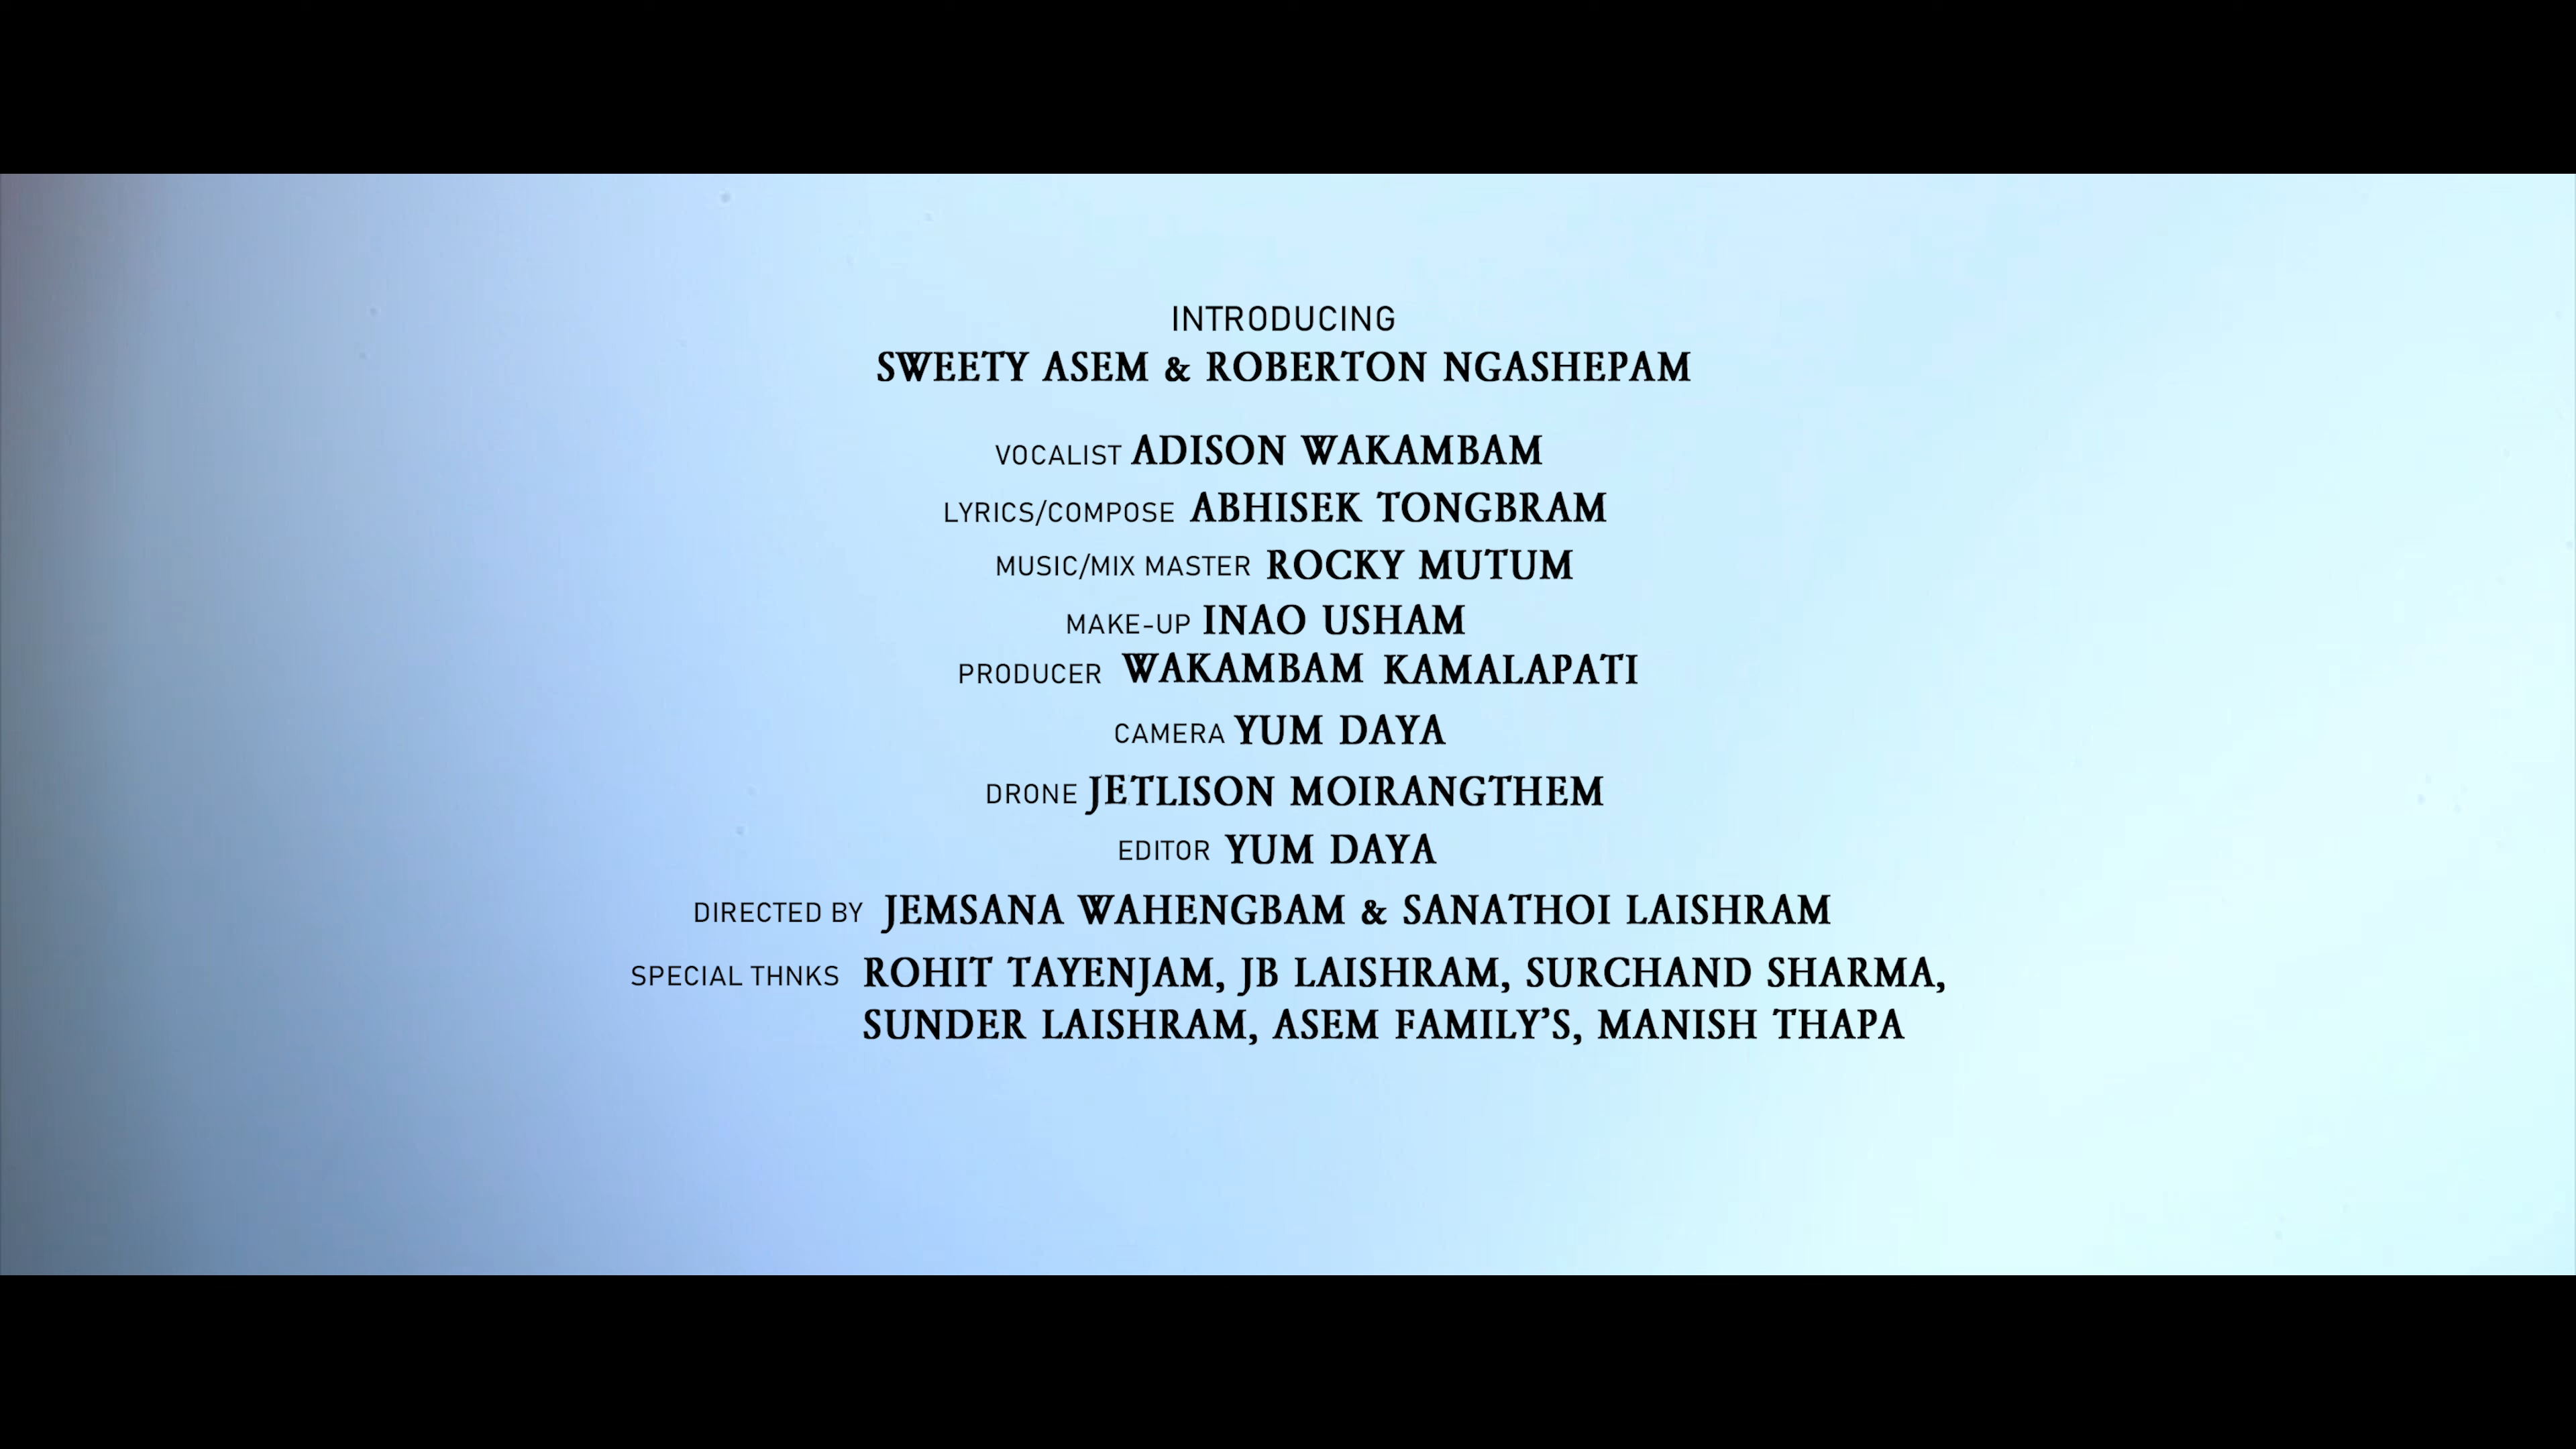 INTRODUCING
SWEETY ASEM & ROBERTON NGASHEPAM
VOCALIST ADISON WAKAMBAM
LYRICS/COMPOSE ABHISEK TONGBRAM
MUSIC/MIX MASTER ROCKY MUTUM
MAKE-UP INAO USHAM
PRODUCER WAKAMBAM KAMALAPATI
CAMERA YUM DAYA
DRONE JETLISON MOIRANGTHEM
EDITOR YUM DAYA
DIRECTED BY JEMSANA WAHENGBAM & SANATHOI LAISHRAM
SPECIAL THNKS ROHIT TAYENJAM, JB LAISHRAM, SURCHAND SHARMA,
SUNDER LAISHRAM, ASEM FAMILY’S, MANISH THAPA